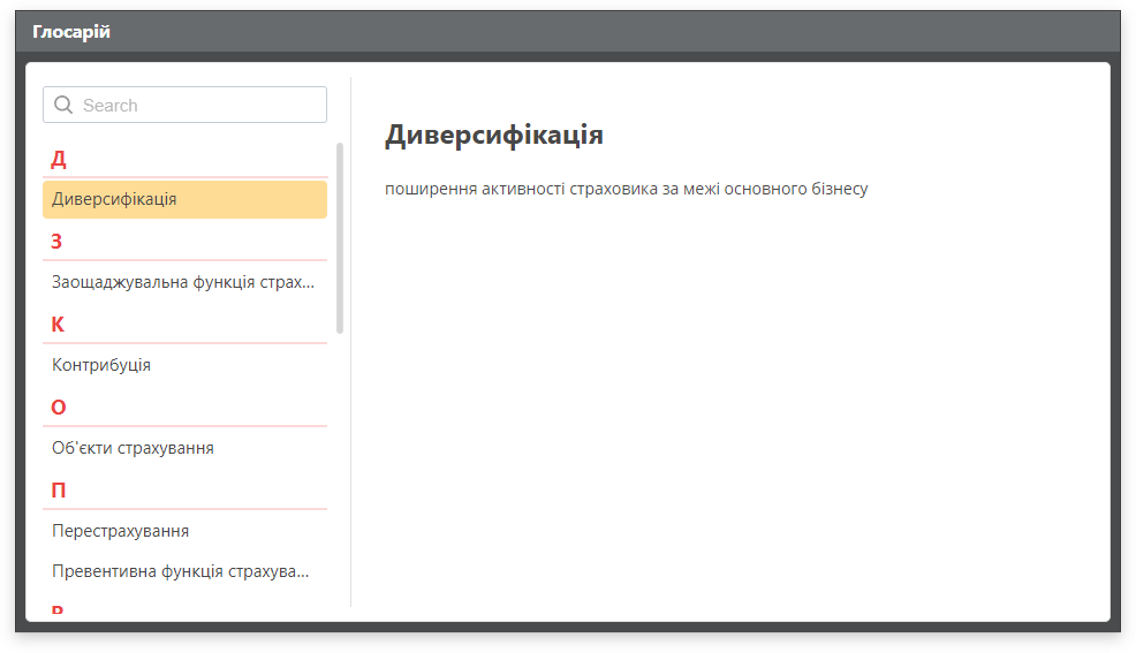 Глосарій
Search
Д
Диверсифікація
З
Заощаджувальна функція страх...
К
Контрибуція
О
Об'єкти страхування
П
Перестрахування
Превентивна функція страхува...
Диверсифікація
поширення активності страховика за межі основного бізнесу